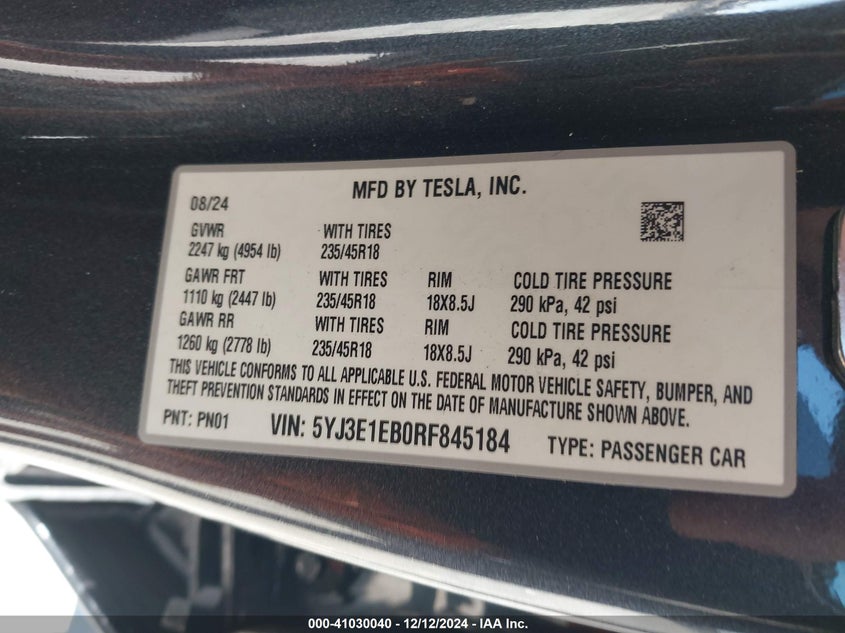 MFD BY TESLA, INC.
08/24
GVWR WITH TIRES
2247 kg (4954 lb) 235/45R18
GAWR FRT WITH TIRES RIM COLD TIRE PRESSURE
1110 kg (2447 lb) 235/45R18 18X8.5J 290 kPa, 42 psi
GAWR RR WITH TIRES RIM COLD TIRE PRESSURE
1260 kg (2778 lb) 235/45R18 18X8.5J 290 kPa, 42 psi
THIS VEHICLE CONFORMS TO ALL APPLICABLE U.S. FEDERAL MOTOR VEHICLE SAFETY, BUMPER, AND
THEFT PREVENTION STANDARDS IN EFFECT ON THE DATE OF MANUFACTURE SHOWN ABOVE.
PNT: PN01 VIN: 5YJ3E1EB0RF845184 TYPE: PASSENGER CAR
000-41030040 - 12/12/2024 - IAA Inc.